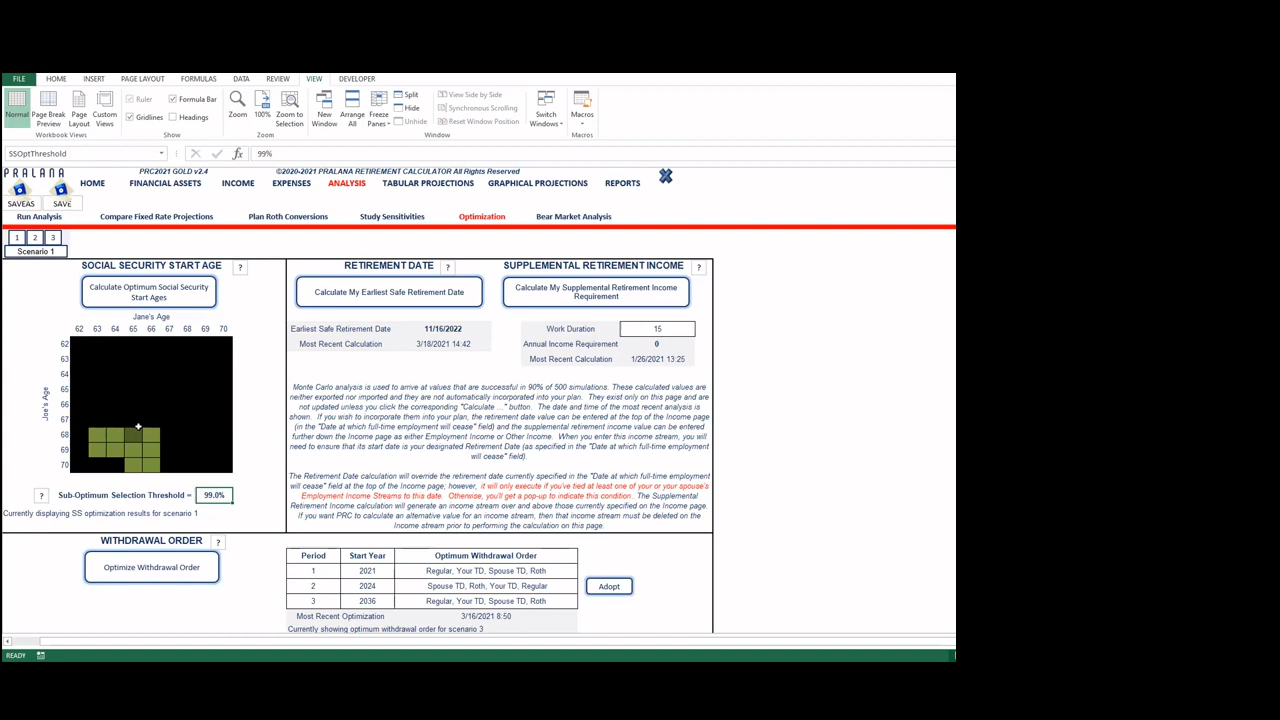 FILE HOME INSERT PAGE LAYOUT FORMULAS DATA REVIEW VIEW DEVELOPER
Normal Page Break Preview Page Layout Custom Views
Workbook Views
Ruler Formula Bar
Gridlines Headings
Show
Zoom 100% Zoom to Selection
Zoom
New Window Arrange All Freeze Panes
Split
Hide
Unhide
View Side by Side
Synchronous Scrolling
Reset Window Position
Window
Switch Windows
Macros
Macros
SSOptThreshold fx 99%
PRALANA PRC2021 GOLD v2.4 ©2020-2021 PRALANA RETIREMENT CALCULATOR All Rights Reserved
HOME FINANCIAL ASSETS INCOME EXPENSES ANALYSIS TABULAR PROJECTIONS GRAPHICAL PROJECTIONS REPORTS
SAVEAS SAVE
Run Analysis Compare Fixed Rate Projections Plan Roth Conversions Study Sensitivities Optimization Bear Market Analysis
1 2 3
Scenario 1
SOCIAL SECURITY START AGE ?
Calculate Optimum Social Security
Start Ages
Jane's Age
62 63 64 65 66 67 68 69 70
Joe's Age
62
63
64
65
66
67
68
69
70
? Sub-Optimum Selection Threshold = 99.0%
Currently displaying SS optimization results for scenario 1
RETIREMENT DATE ?
Calculate My Earliest Safe Retirement Date
Earliest Safe Retirement Date 11/16/2022
Most Recent Calculation 3/18/2021 14:42
SUPPLEMENTAL RETIREMENT INCOME ?
Calculate My Supplemental Retirement Income
Requirement
Work Duration 15
Annual Income Requirement 0
Most Recent Calculation 1/26/2021 13:25
Monte Carlo analysis is used to arrive at values that are successful in 90% of 500 simulations. These calculated values are
neither exported nor imported and they are not automatically incorporated into your plan. They exist only on this page and are
not updated unless you click the corresponding "Calculate ..." button. The date and time of the most recent analysis is
shown. If you wish to incorporate them into your plan, the retirement date value can be entered at the top of the Income page
(in the "Date at which full-time employment will cease" field) and the supplemental retirement income value can be entered
further down the Income page as either Employment Income or Other Income. When you enter this income stream, you will
need to ensure that its start date is your designated Retirement Date (as specified in the "Date at which full-time employment
will cease" field).
The Retirement Date calculation will override the retirement date currently specified in the "Date at which full-time employment
will cease" field at the top of the Income page; however, it will only execute if you've tied at least one of your or your spouse's
Employment Income Streams to this date. Otherwise, you'll get a pop-up to indicate this condition. The Supplemental
Retirement Income calculation will generate an income stream over and above those currently specified on the Income page.
If you want PRC to calculate an alternative value for an income stream, then that income stream must be deleted on the
Income stream prior to performing the calculation on this page.
WITHDRAWAL ORDER ?
Optimize Withdrawal Order
Period Start Year Optimum Withdrawal Order
1 2021 Regular, Your TD, Spouse TD, Roth
2 2024 Spouse TD, Roth, Your TD, Regular
3 2036 Regular, Your TD, Spouse TD, Roth
Adopt
Most Recent Optimization 3/16/2021 8:50
Currently showing optimum withdrawal order for scenario 3
READY